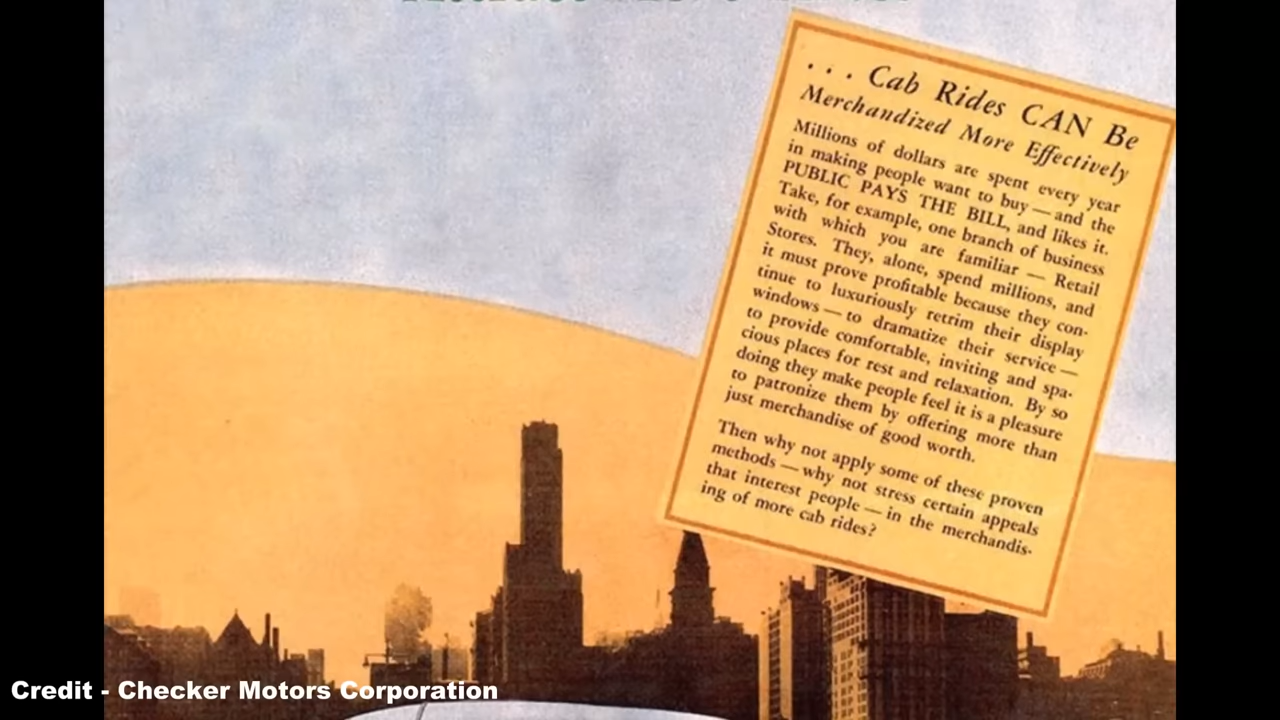 . . . Cab Rides CAN Be
Merchandized More Effectively
Millions of dollars are spent every year
in making people want to buy — and the
PUBLIC PAYS THE BILL, and likes it.
Take, for example, one branch of business
with which you are familiar — Retail
Stores. They, alone, spend millions, and
it must prove profitable because they con-
tinue to luxuriously retrim their display
windows — to dramatize their service —
to provide comfortable, inviting and spa-
cious places for rest and relaxation. By so
doing they make people feel it is a pleasure
to patronize them by offering more than
just merchandise of good worth.
Then why not apply some of these proven
methods — why not stress certain appeals
that interest people — in the merchandis-
ing of more cab rides?
Credit - Checker Motors Corporation